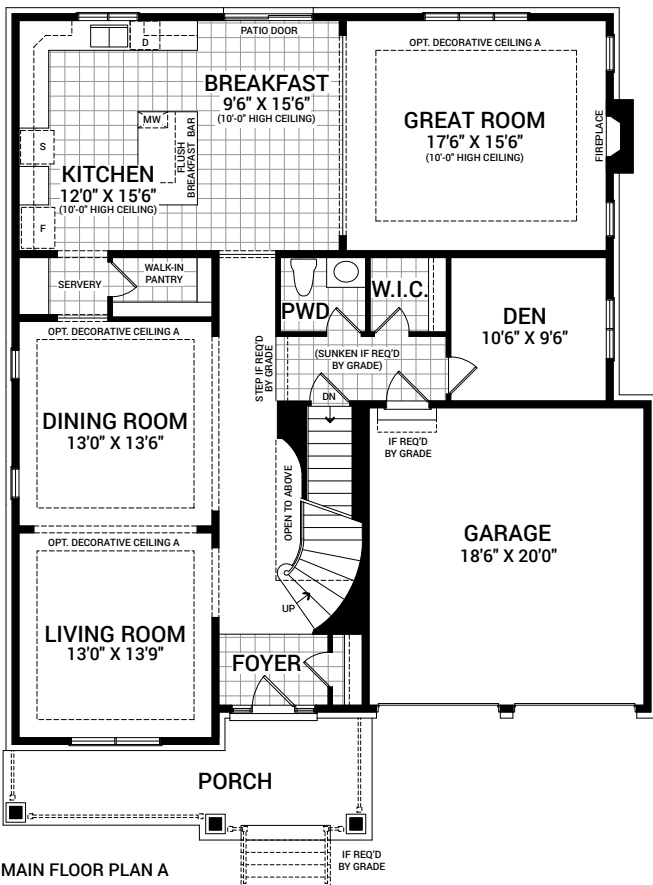 PATIO DOOR
D
OPT. DECORATIVE CEILING A
BREAKFAST
9'6" X 15'6"
(10'-0" HIGH CEILING)
GREAT ROOM
17'6" X 15'6"
(10'-0" HIGH CEILING)
FIREPLACE
MW
FLUSH
BREAKFAST BAR
S
KITCHEN
12'0" X 15'6"
(10'-0" HIGH CEILING)
F
SERVERY
WALK-IN
PANTRY
PWD
W.I.C.
DEN
10'6" X 9'6"
OPT. DECORATIVE CEILING A
STEP IF REQ'D
BY GRADE
(SUNKEN IF REQ'D
BY GRADE)
DN
DINING ROOM
13'0" X 13'6"
IF REQ'D
BY GRADE
OPEN TO ABOVE
GARAGE
18'6" X 20'0"
OPT. DECORATIVE CEILING A
UP
LIVING ROOM
13'0" X 13'9"
FOYER
PORCH
IF REQ'D
BY GRADE
MAIN FLOOR PLAN A